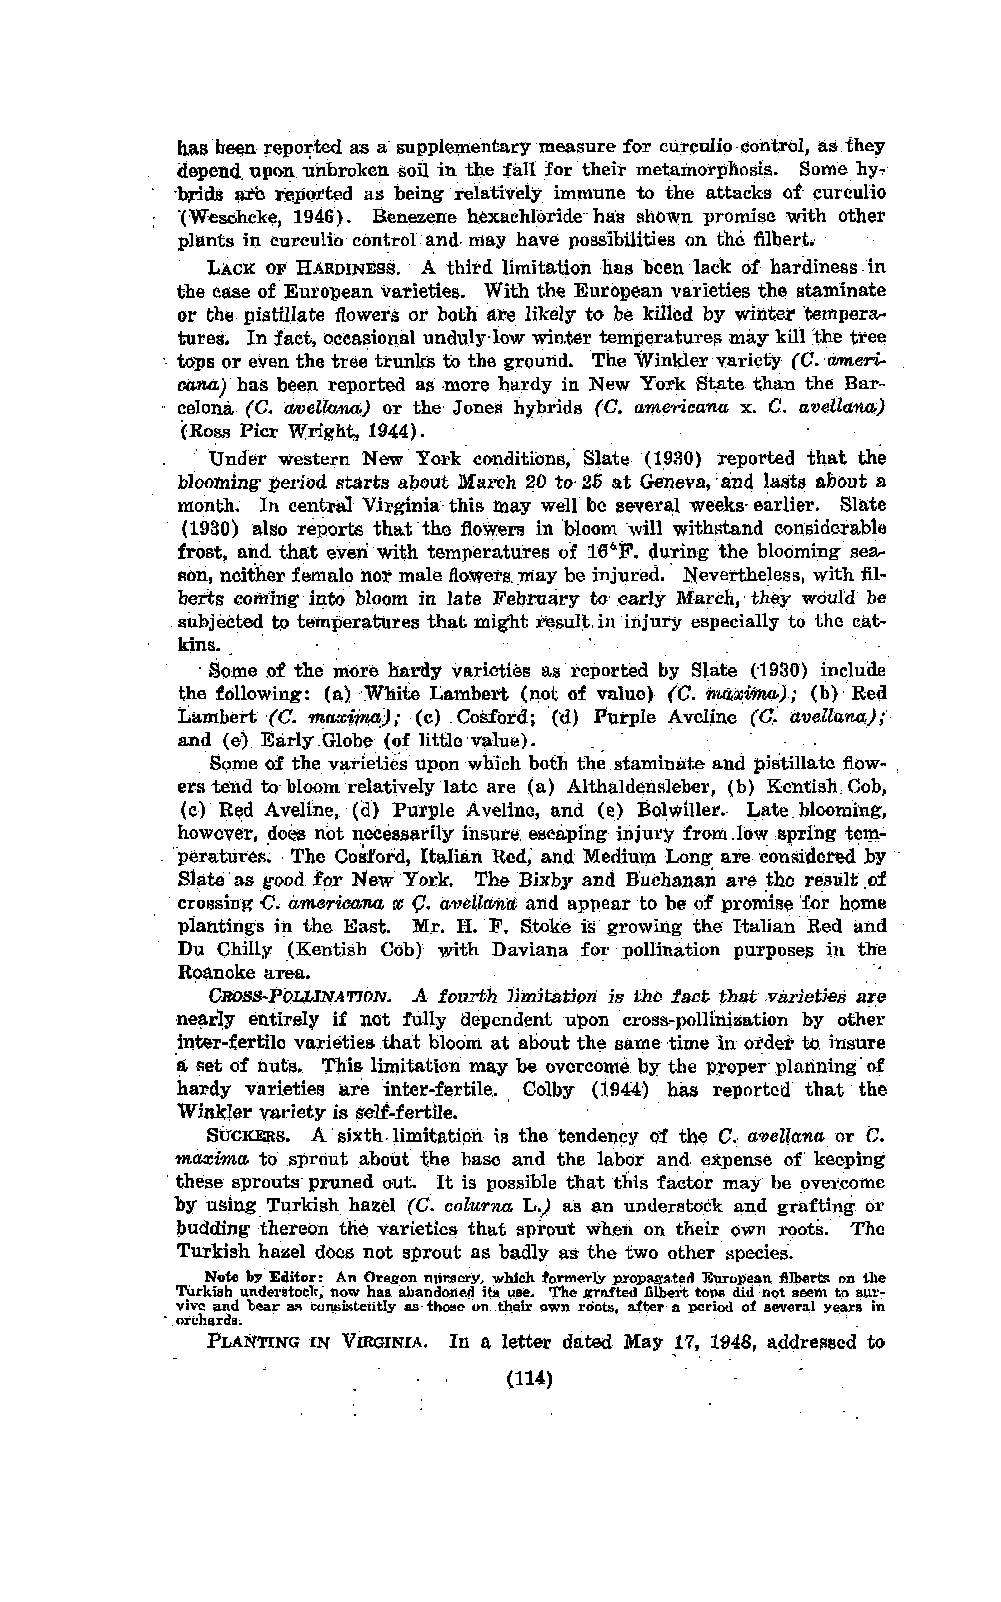 has been reported as a supplementary measure for curculio control, as they
depend upon unbroken soil in the fall for their metamorphosis. Some hy-
brids are reported as being relatively immune to the attacks of curculio
(Weschcke, 1946). Benezene hexachloride has shown promise with other
plants in curculio control and may have possibilities on the filbert.
LACK OF HARDINESS. A third limitation has been lack of hardiness in
the case of European varieties. With the European varieties the staminate
or the pistillate flowers or both are likely to be killed by winter tempera-
tures. In fact, occasional unduly low winter temperatures may kill the tree
tops or even the tree trunks to the ground. The Winkler variety (C. ameri-
cana) has been reported as more hardy in New York State than the Bar-
celona (C. avellana) or the Jones hybrids (C. americana x. C. avellana)
(Ross Pier Wright, 1944).
Under western New York conditions, Slate (1930) reported that the
blooming period starts about March 20 to 25 at Geneva, and lasts about a
month. In central Virginia this may well be several weeks earlier. Slate
(1930) also reports that the flowers in bloom will withstand considerable
frost, and that even with temperatures of 16°F. during the blooming sea-
son, neither female nor male flowers may be injured. Nevertheless, with fil-
berts coming into bloom in late February to early March, they would be
subjected to temperatures that might result in injury especially to the cat-
kins.
Some of the more hardy varieties as reported by Slate (1930) include
the following: (a) White Lambert (not of value) (C. maxima); (b) Red
Lambert (C. maxima); (c) Cosford; (d) Purple Aveline (C. avellana);
and (e) Early Globe (of little value).
Some of the varieties upon which both the staminate and pistillate flow-
ers tend to bloom relatively late are (a) Althaldensleber, (b) Kentish Cob,
(c) Red Aveline, (d) Purple Aveline, and (e) Bolwiller. Late blooming,
however, does not necessarily insure escaping injury from low spring tem-
peratures. The Cosford, Italian Red, and Medium Long are considered by
Slate as good for New York. The Bixby and Buchanan are the result of
crossing C. americana x C. avellana and appear to be of promise for home
plantings in the East. Mr. H. F. Stoke is growing the Italian Red and
Du Chilly (Kentish Cob) with Daviana for pollination purposes in the
Roanoke area.
CROSS-POLLINATION. A fourth limitation is the fact that varieties are
nearly entirely if not fully dependent upon cross-pollinization by other
inter-fertile varieties that bloom at about the same time in order to insure
a set of nuts. This limitation may be overcome by the proper planning of
hardy varieties are inter-fertile. Colby (1944) has reported that the
Winkler variety is self-fertile.
SUCKERS. A sixth limitation is the tendency of the C. avellana or C.
maxima to sprout about the base and the labor and expense of keeping
these sprouts pruned out. It is possible that this factor may be overcome
by using Turkish hazel (C. colurna L.) as an understock and grafting or
budding thereon the varieties that sprout when on their own roots. The
Turkish hazel does not sprout as badly as the two other species.
Note by Editor: An Oregon nursery, which formerly propagated European filberts on the
Turkish understock, now has abandoned its use. The grafted filbert tops did not seem to sur-
vive and bear as consistently as those on their own roots, after a period of several years in
orchards.
PLANTING IN VIRGINIA. In a letter dated May 17, 1948, addressed to
(114)